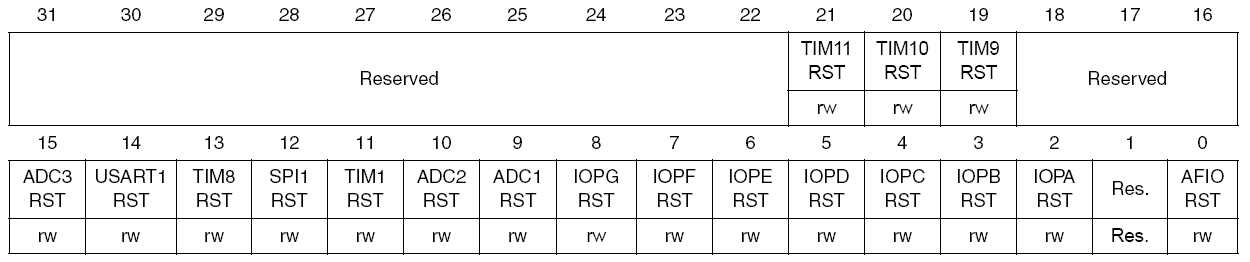 31 30 29 28 27 26 25 24 23 22 21 20 19 18 17 16
Reserved TIM11 RST TIM10 RST TIM9 RST Reserved
rw rw rw
15 14 13 12 11 10 9 8 7 6 5 4 3 2 1 0
ADC3 RST USART1 RST TIM8 RST SPI1 RST TIM1 RST ADC2 RST ADC1 RST IOPG RST IOPF RST IOPE RST IOPD RST IOPC RST IOPB RST IOPA RST Res. AFIO RST
rw rw rw rw rw rw rw rw rw rw rw rw rw rw Res. rw